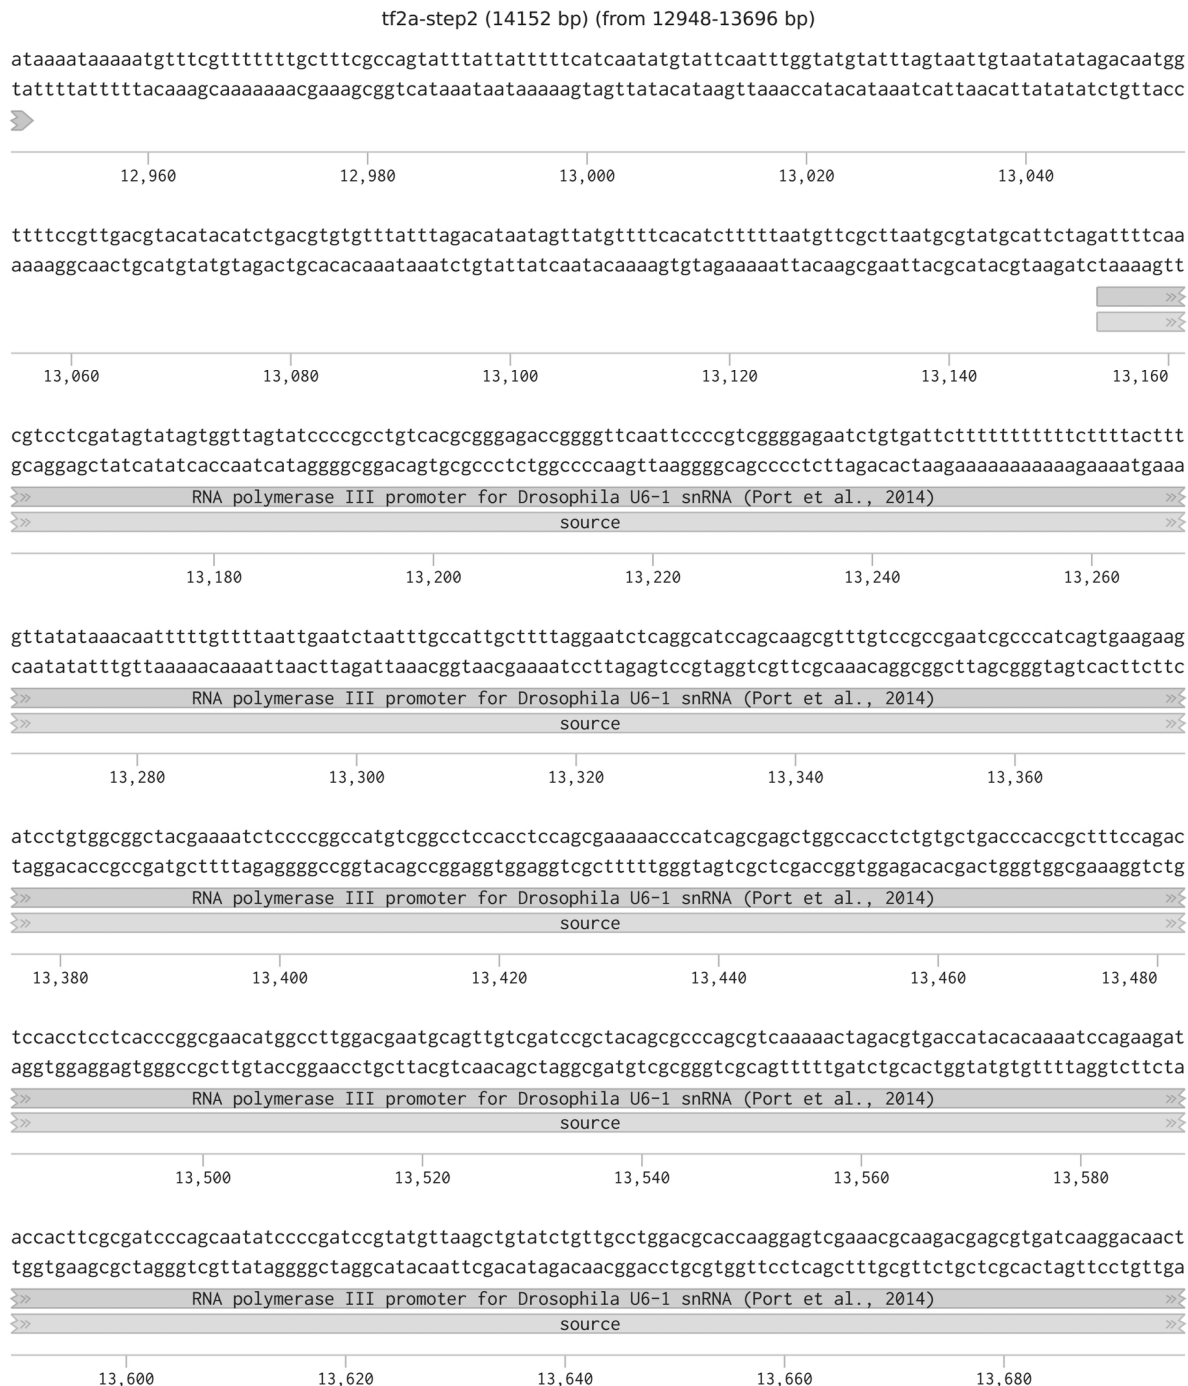 tf2a-step2 (14152 bp) (from 12948-13696 bp)
ataaaataaaaatgtttcgtttttttgctttcgccagtatttattatttttcatcaatatgtattcaatttggtatgtatttagtaattgtaatatatagacaatgg
tattttatttttacaaagcaaaaaaacgaaagcggtcataaataataaaaagtagttatacataagttaaaccatacataaatcattaacattatatatctgttacc
12,960 12,980 13,000 13,020 13,040
ttttccgttgacgtacatacatctgacgtgtgtttatttagacataatagttatgttttcacatctttttaatgttcgcttaatgcgtatgcattctagattttcaa
aaaaggcaactgcatgtatgtagactgcacacaaataaatctgtattatcaatacaaaagtgtagaaaaattacaagcgaattacgcatacgtaagatctaaaagtt
13,060 13,080 13,100 13,120 13,140 13,160
cgtcctcgatagtatagtggttagtatccccgcctgtcacgcgggagaccggggttcaattccccgtcggggagaatctgtgattctttttttttttcttttacttt
gcaggagctatcatatcaccaatcataggggcggacagtgcgccctctggccccaagttaaggggcagcccctcttagacactaagaaaaaaaaaaagaaaatgaaa
RNA polymerase III promoter for Drosophila U6-1 snRNA (Port et al., 2014)
source
13,180 13,200 13,220 13,240 13,260
gttatataaacaatttttgttttaattgaatctaatttgccattgcttttaggaatctcaggcatccagcaagcgtttgtccgccgaatcgcccatcagtgaagaag
caatatatttgttaaaaacaaaattaacttagattaaacggtaacgaaaatccttagagtccgtaggtcgttcgcaaacaggcggcttagcgggtagtcacttcttc
RNA polymerase III promoter for Drosophila U6-1 snRNA (Port et al., 2014)
source
13,280 13,300 13,320 13,340 13,360
atcctgtggcggctacgaaaatctccccggccatgtcggcctccacctccagcgaaaaacccatcagcgagctggccacctctgtgctgacccaccgctttccagac
taggacaccgccgatgcttttagaggggccggtacagccggaggtggaggtcgctttttgggtagtcgctcgaccggtggagacacgactgggtggcgaaaggtctg
RNA polymerase III promoter for Drosophila U6-1 snRNA (Port et al., 2014)
source
13,380 13,400 13,420 13,440 13,460 13,480
tccacctcctcacccggcgaacatggccttggacgaatgcagttgtcgatccgctacagcgcccagcgtcaaaaactagacgtgaccatacacaaaatccagaagat
aggtggaggagtgggccgcttgtaccggaacctgcttacgtcaacagctaggcgatgtcgcgggtcgcagtttttgatctgcactggtatgtgttttaggtcttcta
RNA polymerase III promoter for Drosophila U6-1 snRNA (Port et al., 2014)
source
13,500 13,520 13,540 13,560 13,580
accacttcgcgatcccagcaatatccccgatccgtatgttaagctgtatctgttgcctggacgcaccaaggagtcgaaacgcaagacgagcgtgatcaaggacaact
tggtgaagcgctagggtcgttataggggctaggcatacaattcgacatagacaacggacctgcgtggttcctcagctttgcgttctgctcgcactagttcctgttga
RNA polymerase III promoter for Drosophila U6-1 snRNA (Port et al., 2014)
source
13,600 13,620 13,640 13,660 13,680